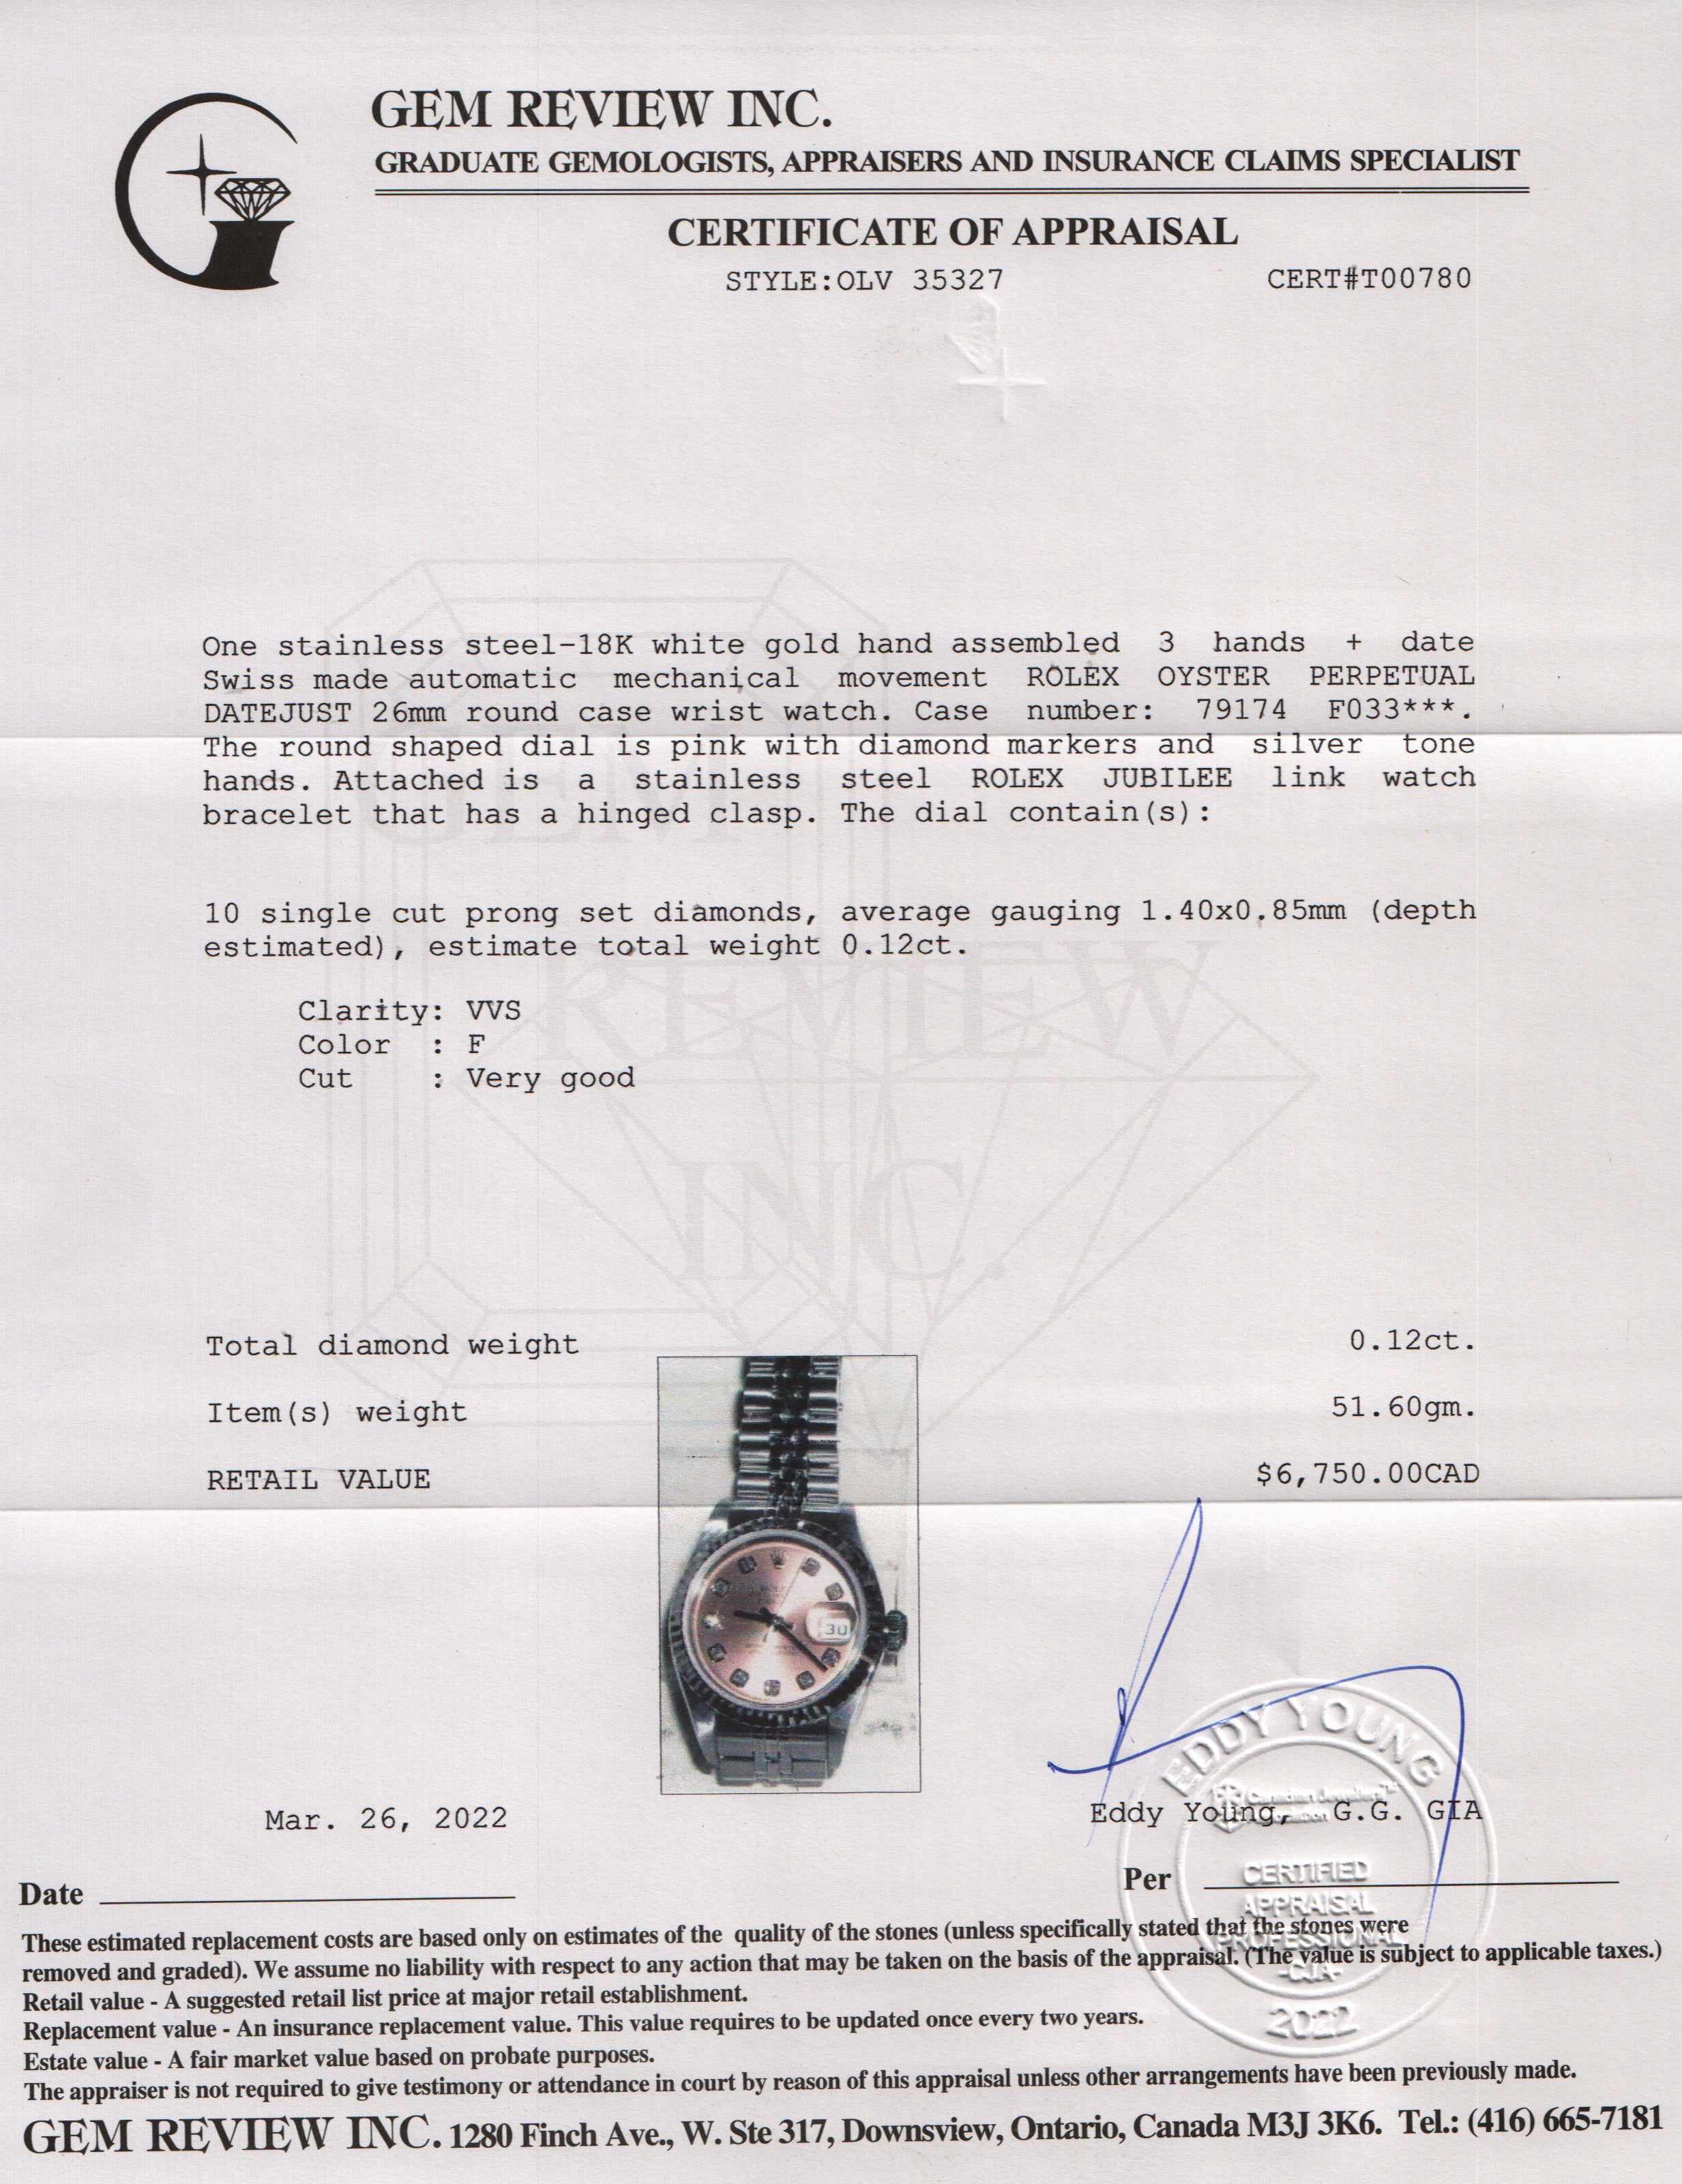 GEM REVIEW INC.
GRADUATE GEMOLOGISTS, APPRAISERS AND INSURANCE CLAIMS SPECIALIST
CERTIFICATE OF APPRAISAL
STYLE:OLV 35327 CERT#T00780
One stainless steel-18K white gold hand assembled 3 hands + date
Swiss made automatic mechanical movement ROLEX OYSTER PERPETUAL
DATEJUST 26mm round case wrist watch. Case number: 79174 F033***.
The round shaped dial is pink with diamond markers and silver tone
hands. Attached is a stainless steel ROLEX JUBILEE link watch
bracelet that has a hinged clasp. The dial contain(s):
10 single cut prong set diamonds, average gauging 1.40x0.85mm (depth
estimated), estimate total weight 0.12ct.
Clarity: VVS
Color : F
Cut : Very good
GEM
REVIEW
INC.
Total diamond weight 0.12ct.
Item(s) weight 51.60gm.
RETAIL VALUE $6,750.00CAD
30
Mar. 26, 2022
Eddy Young, G.G. GIA
Date
Per
EDDY YOUNG
CERTIFIED
APPRAISAL
PROFESSIONAL
-CJA-
2022
These estimated replacement costs are based only on estimates of the quality of the stones (unless specifically stated that the stones were
removed and graded). We assume no liability with respect to any action that may be taken on the basis of the appraisal. (The value is subject to applicable taxes.)
Retail value - A suggested retail list price at major retail establishment.
Replacement value - An insurance replacement value. This value requires to be updated once every two years.
Estate value - A fair market value based on probate purposes.
The appraiser is not required to give testimony or attendance in court by reason of this appraisal unless other arrangements have been previously made.
GEM REVIEW INC. 1280 Finch Ave., W. Ste 317, Downsview, Ontario, Canada M3J 3K6. Tel.: (416) 665-7181